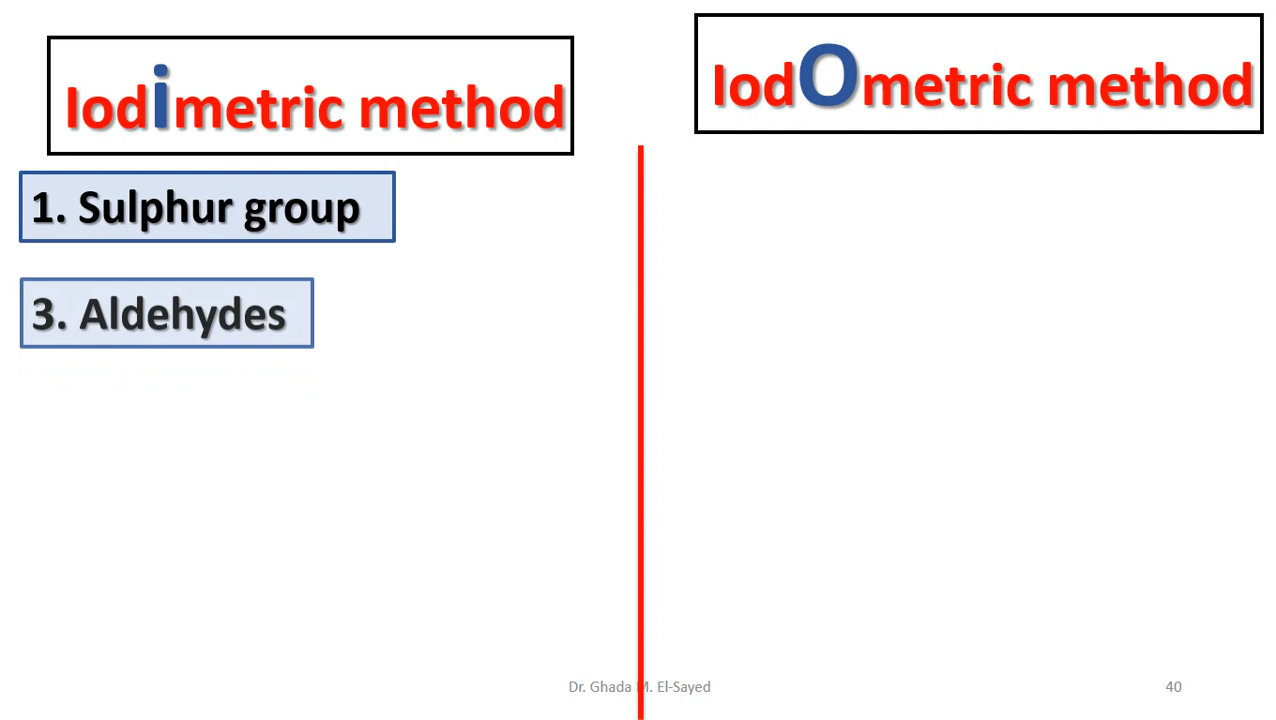 Iodimetric method
IodOmetric method
1. Sulphur group
3. Aldehydes
Dr. Ghada M. El-Sayed
40